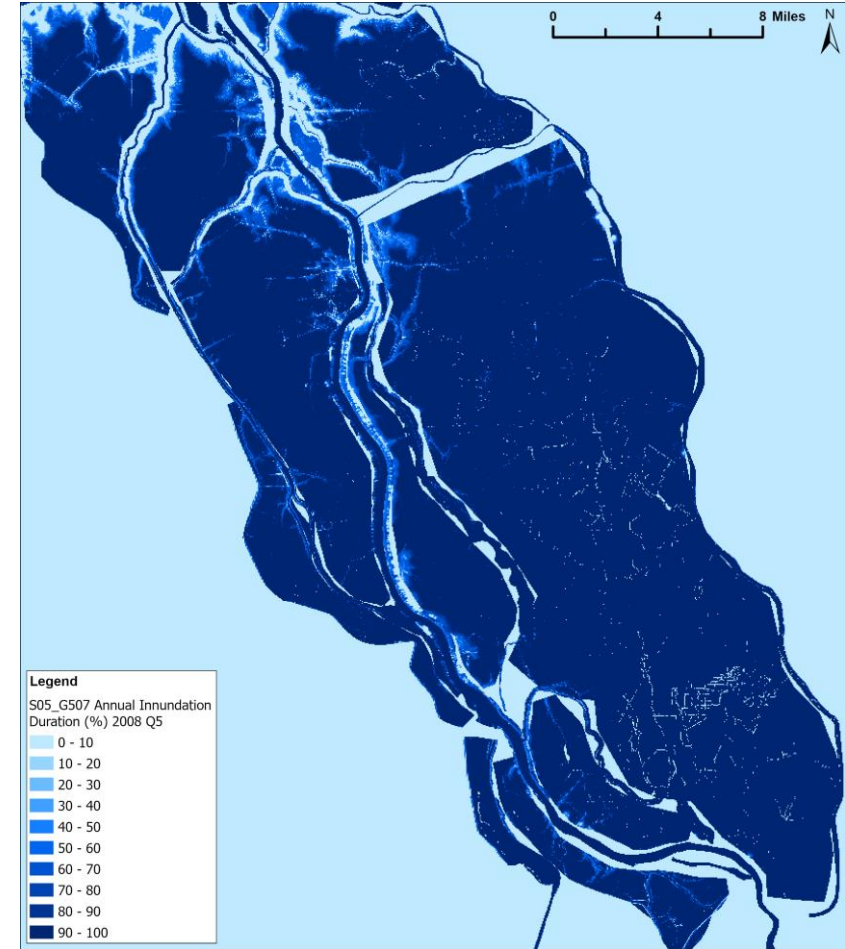 0 4 8 Miles N
Legend
S05_G507 Annual Innundation
Duration (%) 2008 Q5
0 - 10
10 - 20
20 - 30
30 - 40
40 - 50
50 - 60
60 - 70
70 - 80
80 - 90
90 - 100